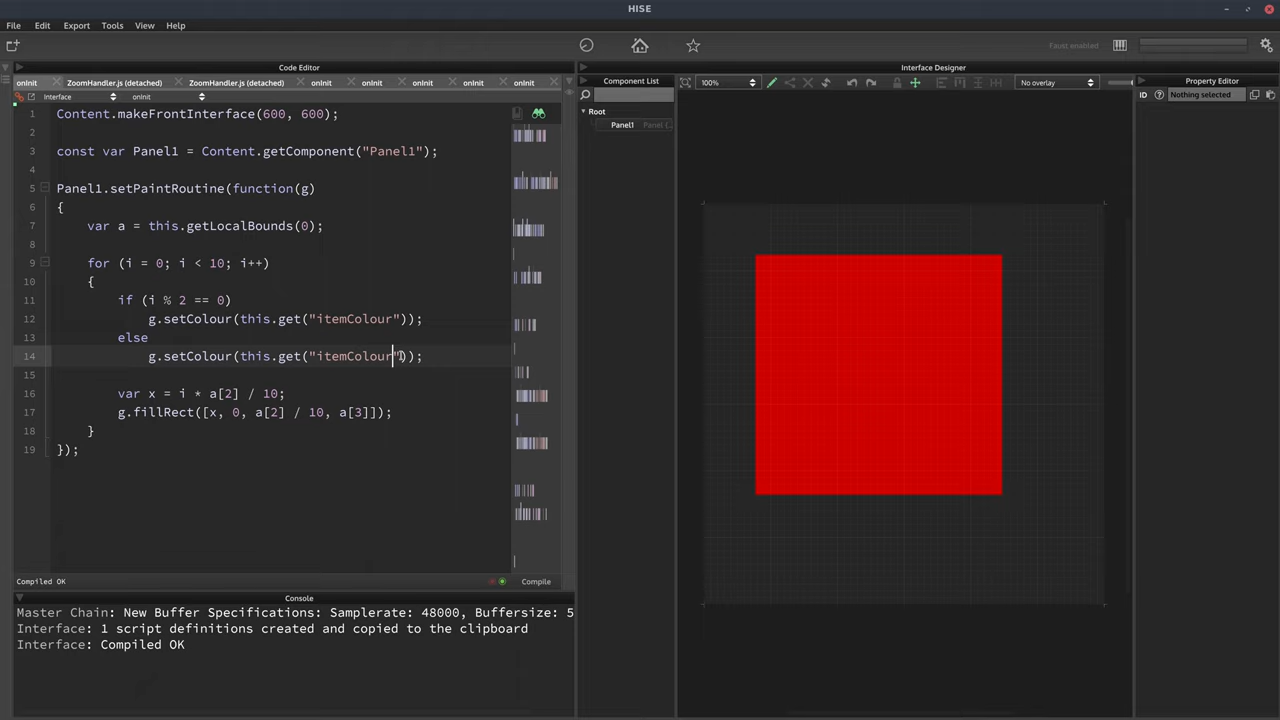 HISE
File Edit Export Tools View Help
Faust enabled
Code Editor
Interface Designer
onInit ZoomHandler.js (detached) ZoomHandler.js (detached) onInit onInit onInit onInit onInit
Component List
100%
No overlay
Property Editor
Interface onInit
ID Nothing selected
Root
Panel1 Panel (...
1 Content.makeFrontInterface(600, 600);
2
3 const var Panel1 = Content.getComponent("Panel1");
4
5 Panel1.setPaintRoutine(function(g)
6 {
7 var a = this.getLocalBounds(0);
8
9 for (i = 0; i < 10; i++)
10 {
11 if (i % 2 == 0)
12 g.setColour(this.get("itemColour"));
13 else
14 g.setColour(this.get("itemColour"));
15
16 var x = i * a[2] / 10;
17 g.fillRect([x, 0, a[2] / 10, a[3]]);
18 }
19 });
Compiled OK
Compile
Console
Master Chain: New Buffer Specifications: Samplerate: 48000, Buffersize: 5
Interface: 1 script definitions created and copied to the clipboard
Interface: Compiled OK